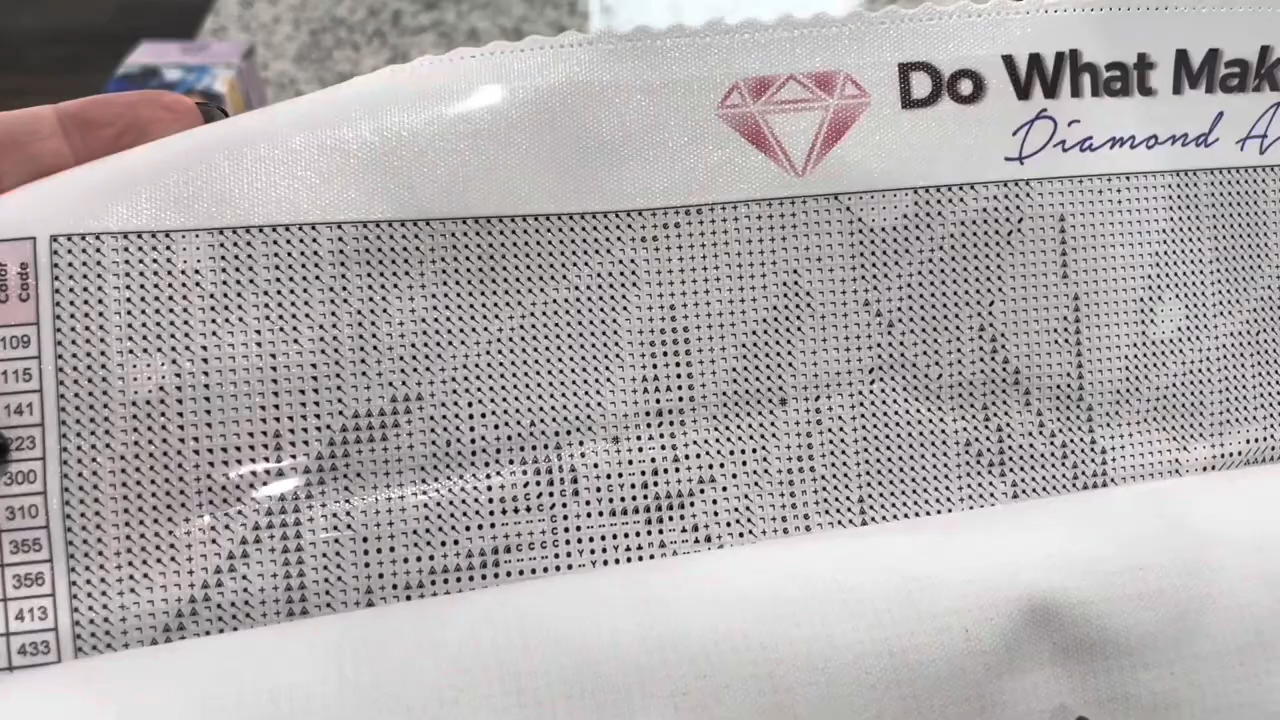 Do What Mak
Diamond A
Color
Code
109
115
141
223
300
310
355
356
413
433